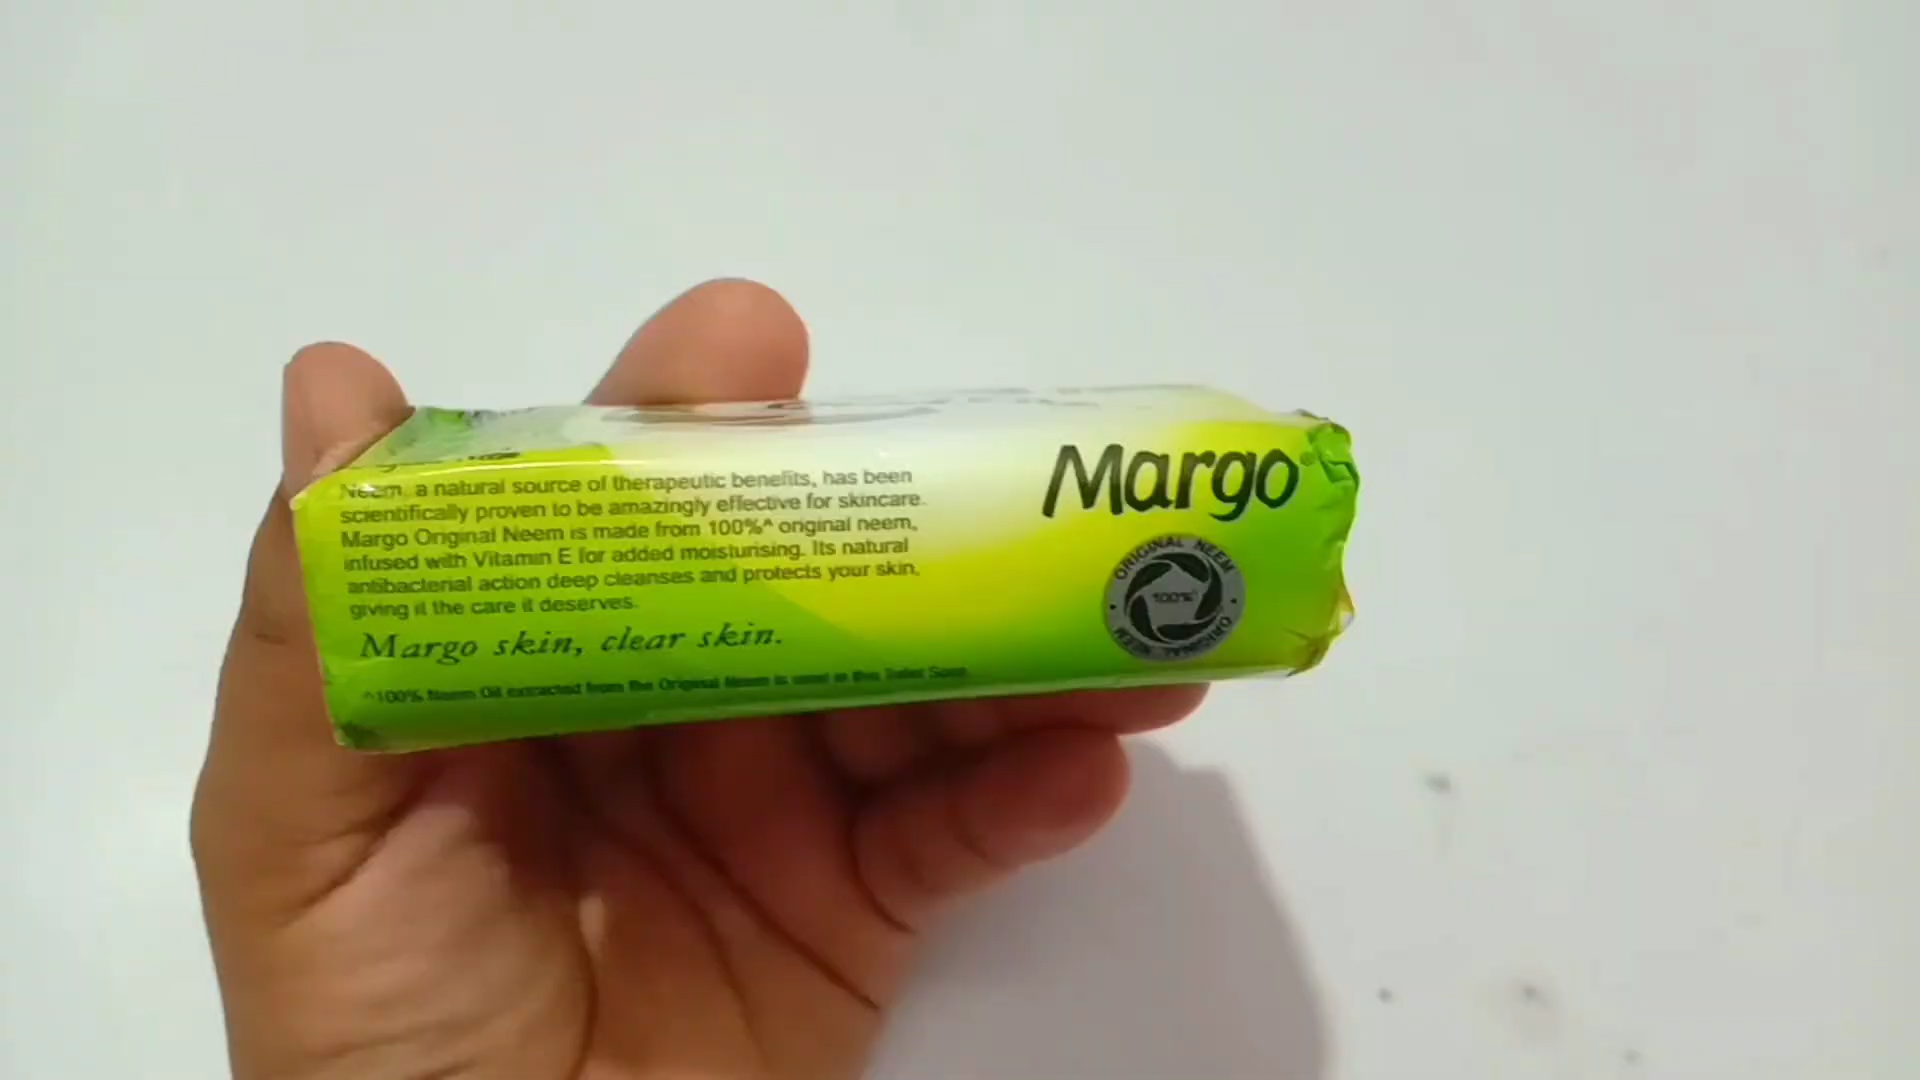 Neem, a natural source of therapeutic benefits, has been
scientifically proven to be amazingly effective for skincare.
Margo Original Neem is made from 100%^ original neem,
infused with Vitamin E for added moisturising. Its natural
antibacterial action deep cleanses and protects your skin,
giving it the care it deserves.
Margo skin, clear skin.
^100% Neem Oil extracted from the Original Neem is used in this Toilet Soap
Margo®
ORIGINAL NEEM
100%^
ORIGINAL NEEM